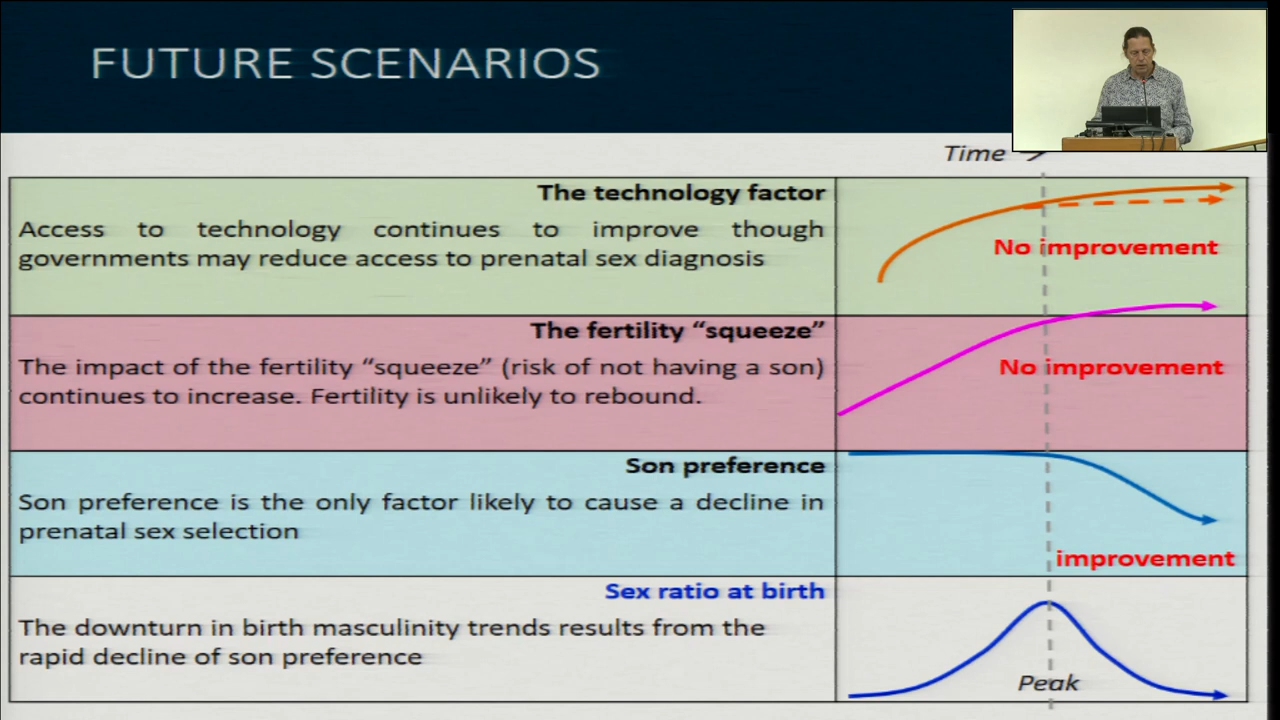 FUTURE SCENARIOS
Time
The technology factor
Access to technology continues to improve though
governments may reduce access to prenatal sex diagnosis
No improvement
The fertility “squeeze”
The impact of the fertility “squeeze” (risk of not having a son)
continues to increase. Fertility is unlikely to rebound.
No improvement
Son preference
Son preference is the only factor likely to cause a decline in
prenatal sex selection
improvement
Sex ratio at birth
The downturn in birth masculinity trends results from the
rapid decline of son preference
Peak